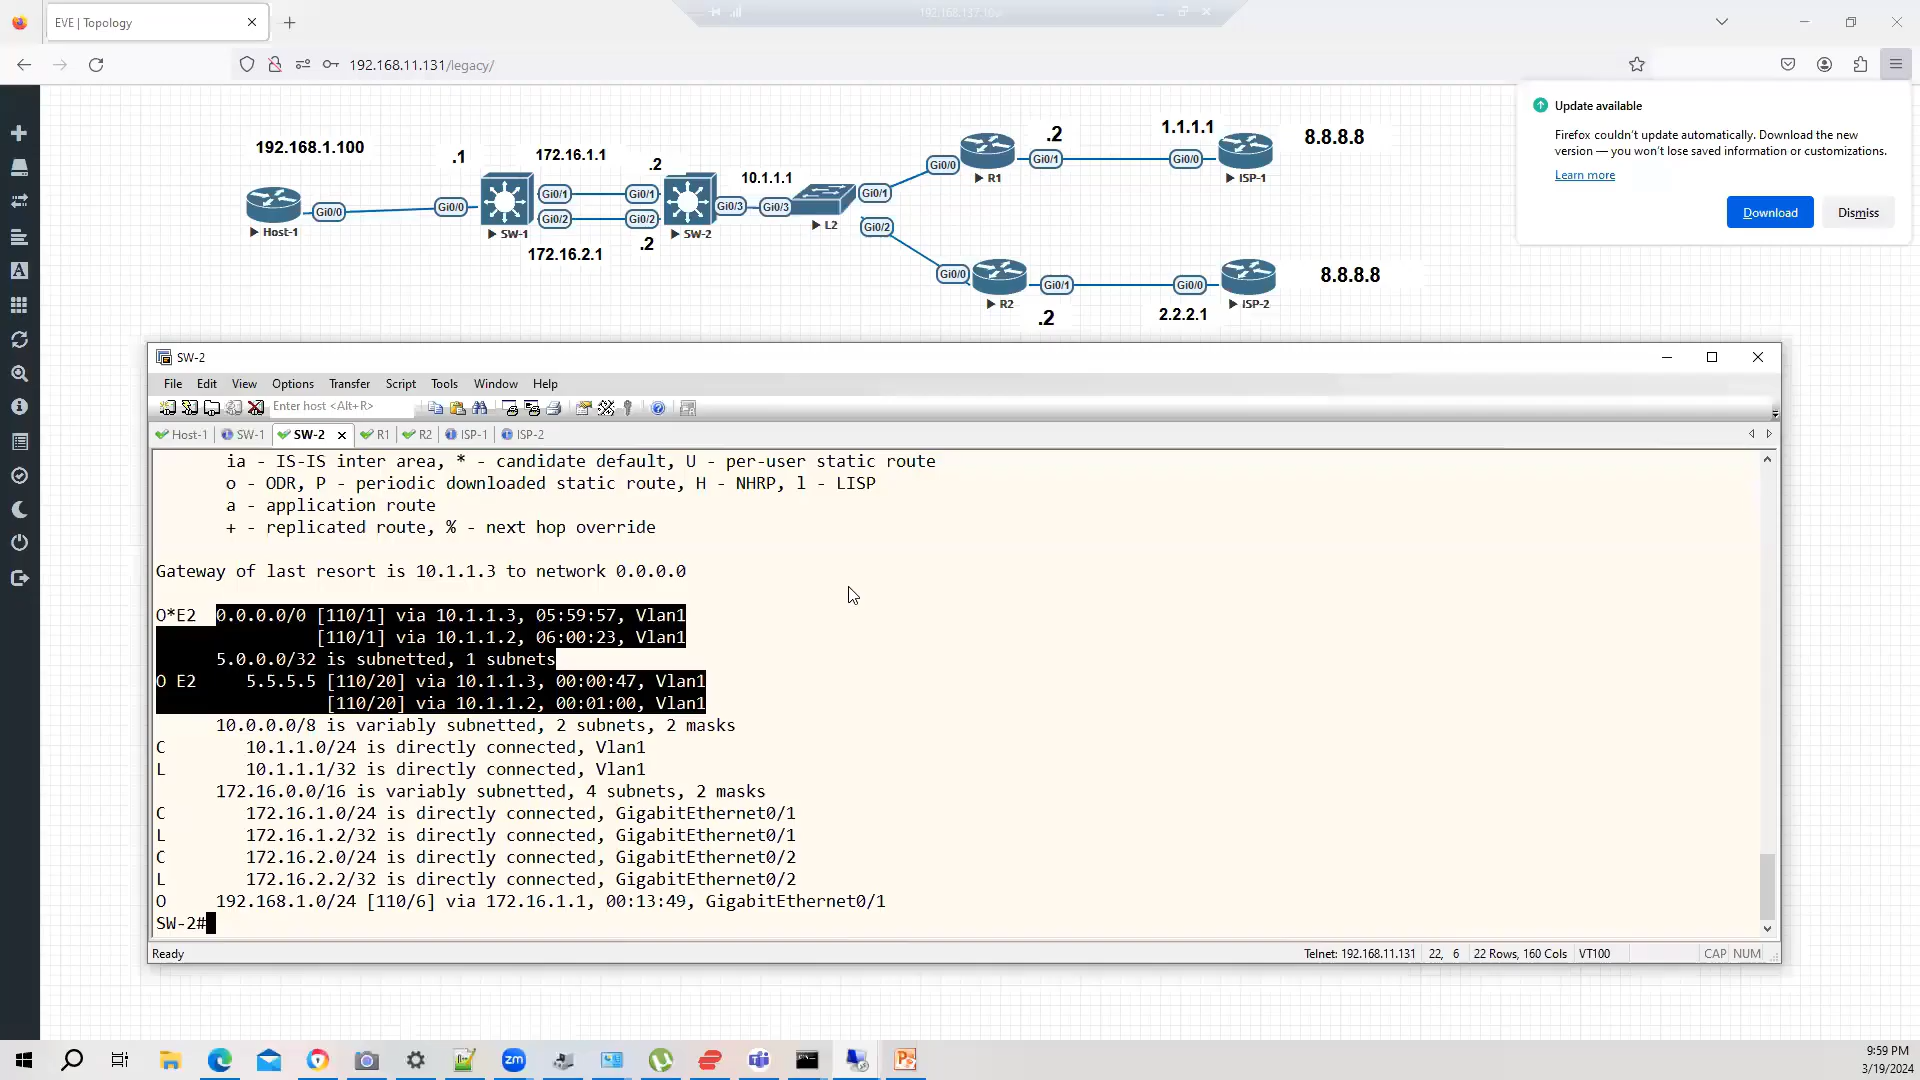 EVE | Topology
192.168.137.16
192.168.11.131/legacy/
Update available
Firefox couldn't update automatically. Download the new
version — you won't lose saved information or customizations.
Learn more
Download
Dismiss
192.168.1.100
.1
172.16.1.1
.2
10.1.1.1
.2
1.1.1.1
8.8.8.8
Gi0/0
Gi0/0
Gi0/1
Gi0/1
Gi0/2
Gi0/2
Gi0/3
Gi0/3
Gi0/1
Gi0/2
Gi0/0
Gi0/1
Gi0/0
R1
ISP-1
Host-1
SW-1
SW-2
L2
172.16.2.1
.2
Gi0/0
Gi0/1
Gi0/0
8.8.8.8
R2
ISP-2
.2
2.2.2.1
SW-2
File Edit View Options Transfer Script Tools Window Help
Enter host <Alt+R>
Host-1 SW-1 SW-2 R1 R2 ISP-1 ISP-2
ia - IS-IS inter area, * - candidate default, U - per-user static route
o - ODR, P - periodic downloaded static route, H - NHRP, l - LISP
a - application route
+ - replicated route, % - next hop override
Gateway of last resort is 10.1.1.3 to network 0.0.0.0
O*E2  0.0.0.0/0 [110/1] via 10.1.1.3, 05:59:57, Vlan1
[110/1] via 10.1.1.2, 06:00:23, Vlan1
5.0.0.0/32 is subnetted, 1 subnets
O E2     5.5.5.5 [110/20] via 10.1.1.3, 00:00:47, Vlan1
[110/20] via 10.1.1.2, 00:01:00, Vlan1
10.0.0.0/8 is variably subnetted, 2 subnets, 2 masks
C        10.1.1.0/24 is directly connected, Vlan1
L        10.1.1.1/32 is directly connected, Vlan1
172.16.0.0/16 is variably subnetted, 4 subnets, 2 masks
C        172.16.1.0/24 is directly connected, GigabitEthernet0/1
L        172.16.1.2/32 is directly connected, GigabitEthernet0/1
C        172.16.2.0/24 is directly connected, GigabitEthernet0/2
L        172.16.2.2/32 is directly connected, GigabitEthernet0/2
O     192.168.1.0/24 [110/6] via 172.16.1.1, 00:13:49, GigabitEthernet0/1
SW-2#
Ready
Telnet: 192.168.11.131 22, 6 22 Rows, 160 Cols VT100 CAP NUM
zm
9:59 PM
3/19/2024